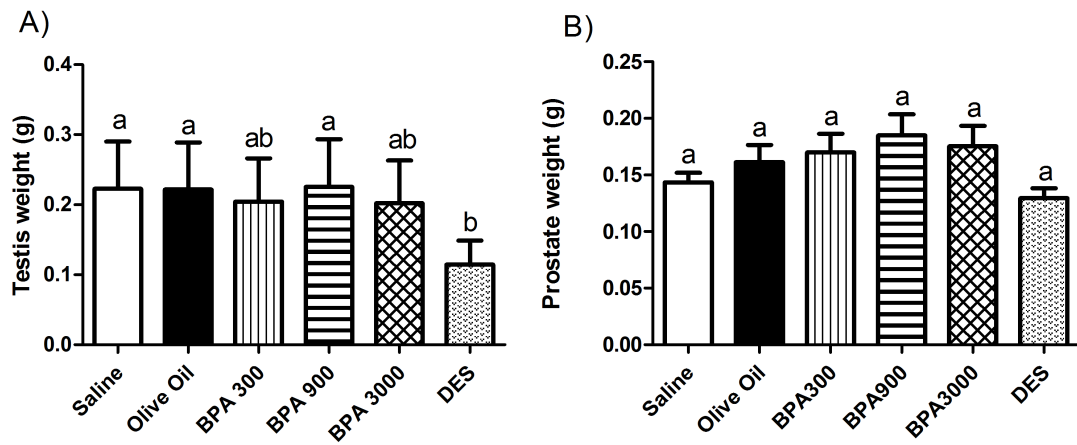 A)
Testis weight (g)
0.4
0.3
0.2
0.1
0.0
a
a
ab
a
ab
b
Saline
Olive Oil
BPA 300
BPA 900
BPA 3000
DES
B)
Prostate weight (g)
0.25
0.20
0.15
0.10
0.05
0.00
a
a
a
a
a
a
Saline
Olive Oil
BPA300
BPA900
BPA3000
DES